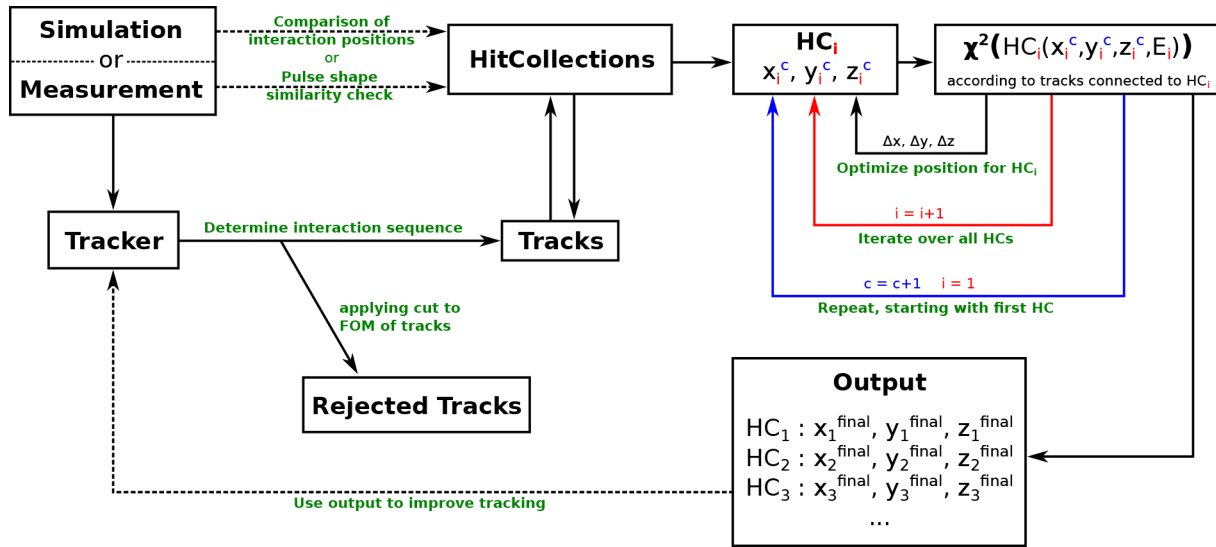 Simulation
or
Measurement
Comparison of
interaction positions
or
Pulse shape
similarity check
HitCollections
HCᵢ
xᵢᶜ, yᵢᶜ, zᵢᶜ
χ²(HCᵢ(xᵢᶜ,yᵢᶜ,zᵢᶜ,Eᵢ))
according to tracks connected to HCᵢ
Δx, Δy, Δz
Optimize position for HCᵢ
i = i+1
Iterate over all HCs
c = c+1 i = 1
Repeat, starting with first HC
Tracker
Determine interaction sequence
Tracks
applying cut to
FOM of tracks
Rejected Tracks
Output
HC₁ : x₁ᶠⁱⁿᵃˡ, y₁ᶠⁱⁿᵃˡ, z₁ᶠⁱⁿᵃˡ
HC₂ : x₂ᶠⁱⁿᵃˡ, y₂ᶠⁱⁿᵃˡ, z₂ᶠⁱⁿᵃˡ
HC₃ : x₃ᶠⁱⁿᵃˡ, y₃ᶠⁱⁿᵃˡ, z₃ᶠⁱⁿᵃˡ
...
Use output to improve tracking